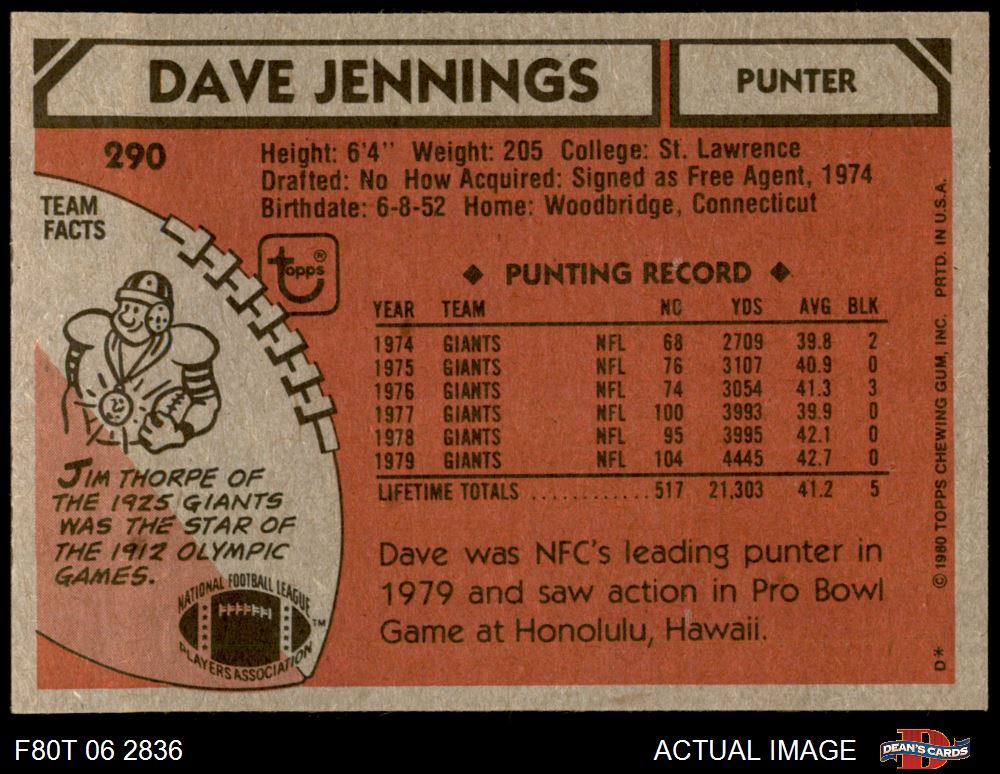 DAVE JENNINGS
PUNTER
290
Height: 6'4" Weight: 205 College: St. Lawrence
Drafted: No How Acquired: Signed as Free Agent, 1974
Birthdate: 6-8-52 Home: Woodbridge, Connecticut
TEAM
FACTS
topps®
JIM THORPE OF
THE 1925 GIANTS
WAS THE STAR OF
THE 1912 OLYMPIC
GAMES.
NATIONAL FOOTBALL LEAGUE
PLAYERS ASSOCIATION
TM
◆ PUNTING RECORD ◆
YEAR TEAM NO YDS AVG BLK
1974 GIANTS NFL 68 2709 39.8 2
1975 GIANTS NFL 76 3107 40.9 0
1976 GIANTS NFL 74 3054 41.3 3
1977 GIANTS NFL 100 3993 39.9 0
1978 GIANTS NFL 95 3995 42.1 0
1979 GIANTS NFL 104 4445 42.7 0
LIFETIME TOTALS ............ 517 21,303 41.2 5
Dave was NFC's leading punter in
1979 and saw action in Pro Bowl
Game at Honolulu, Hawaii.
© 1980 TOPPS CHEWING GUM, INC. PRTD. IN U.S.A.
D*
F80T 06 2836
ACTUAL IMAGE
DEAN'S CARDS